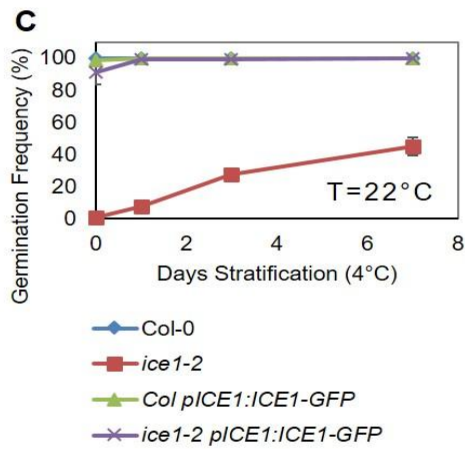 C
Germination Frequency (%)
100
80
60
40
20
0
T=22°C
0 2 4 6 8
Days Stratification (4°C)
Col-0
ice1-2
Col pICE1:ICE1-GFP
ice1-2 pICE1:ICE1-GFP